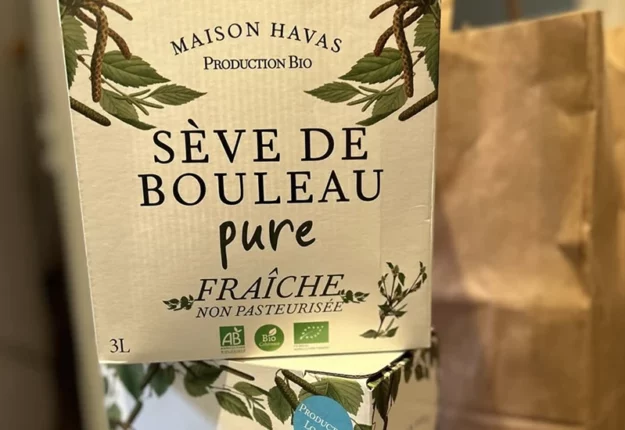 MAISON HAVAS
PRODUCTION BIO
SÈVE DE
BOULEAU
pure
FRAÎCHE
NON PASTEURISÉE
3L
AB
Bio